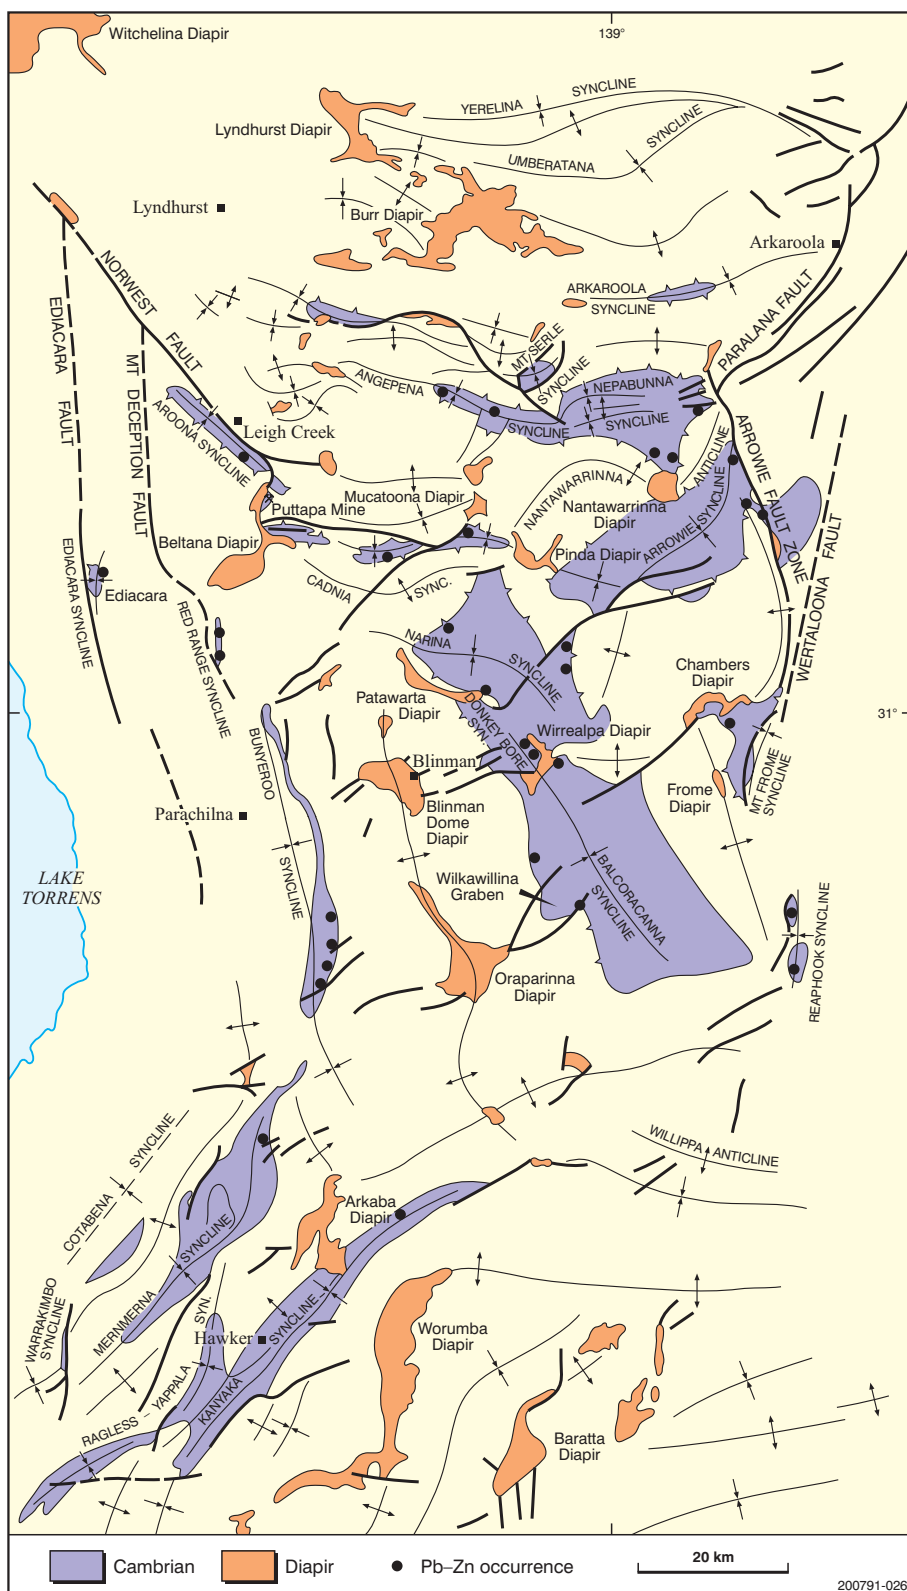 Witchelina Diapir
139°
YERELINA
SYNCLINE
Lyndhurst Diapir
SYNCLINE
UMBERATANA
Lyndhurst
Burr Diapir
Arkaroola
NORWEST
FAULT
ARKAROOLA
SYNCLINE
PARALANA FAULT
EDIACARA
FAULT
MT DECEPTION
FAULT
MT SERLE
SYNCLINE
ANGEPENA
SYNCLINE
NEPABUNNA
SYNCLINE
AROONA SYNCLINE
Leigh Creek
ARROWIE FAULT
ZONE
ANTICLINE
NANTAWARRINNA
Mucatoona Diapir
Puttapa Mine
Nantawarrinna
Diapir
ARROWIE SYNCLINE
Beltana Diapir
Pinda Diapir
WERTALOONA FAULT
EDIACARA SYNCLINE
Ediacara
CADNIA
SYNC.
RED RANGE SYNCLINE
NARINA
SYNCLINE
Chambers
Diapir
Patawarta
Diapir
DONKEY BORE
SYN.
Wirrealpa Diapir
31°
BUNYEROO
SYNCLINE
Blinman
MT FROME
SYNCLINE
Frome
Diapir
Parachilna
Blinman
Dome
Diapir
LAKE
TORRENS
Wilkawillina
Graben
BALCORACANNA
SYNCLINE
REAPHOOK SYNCLINE
Oraparinna
Diapir
COTABENA
SYNCLINE
WILLIPPA ANTICLINE
Arkaba
Diapir
WARRAKIMBO
SYNCLINE
MERNMERNA
SYNCLINE
Hawker
Worumba
Diapir
RAGLESS – YAPPALA
SYN.
KANYAKA
SYNCLINE
Baratta
Diapir
Cambrian
Diapir
Pb–Zn occurrence
20 km
200791-026